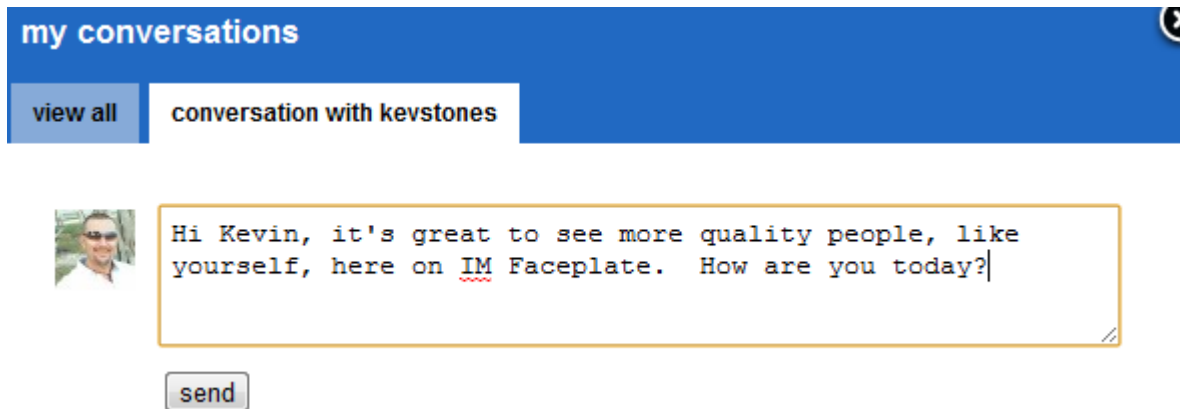 my conversations
view all
conversation with kevstones
Hi Kevin, it's great to see more quality people, like
yourself, here on IM Faceplate.  How are you today?
send